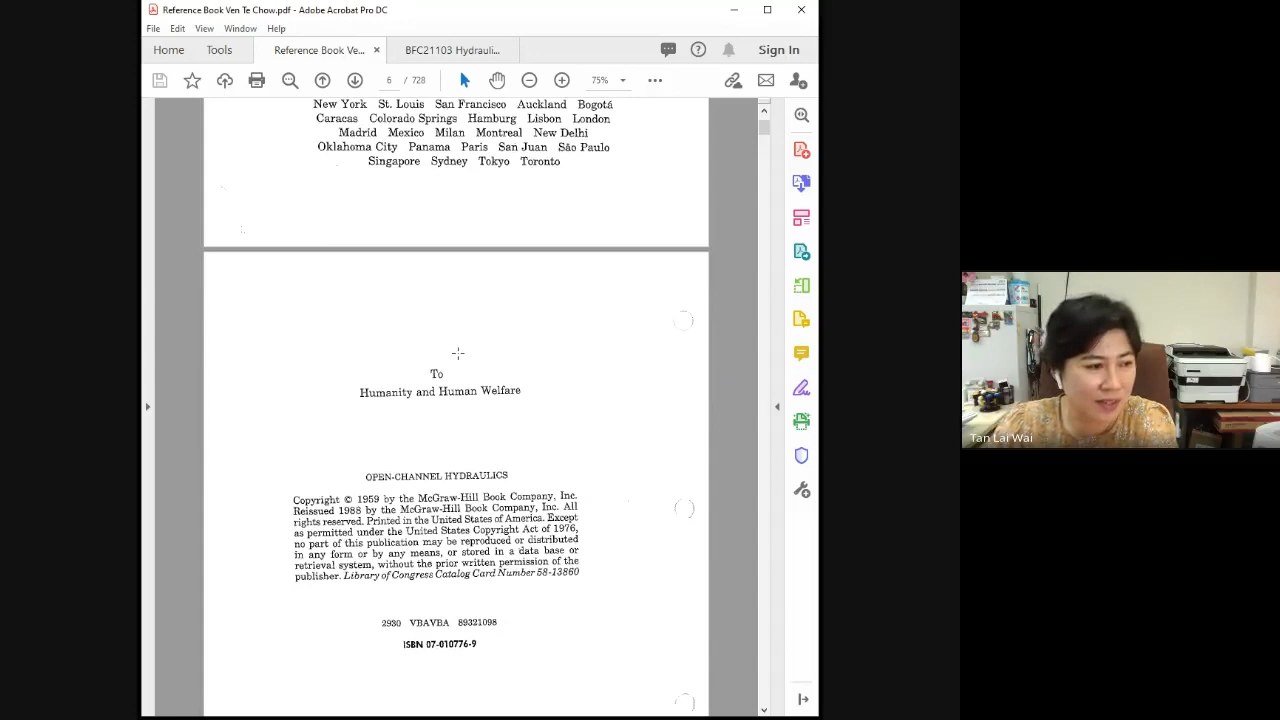 Reference Book Ven Te Chow.pdf - Adobe Acrobat Pro DC
File Edit View Window Help
Home Tools Reference Book Ve... × BFC21103 Hydrauli... Sign In
6 / 728 75%
New York St. Louis San Francisco Auckland Bogotá
Caracas Colorado Springs Hamburg Lisbon London
Madrid Mexico Milan Montreal New Delhi
Oklahoma City Panama Paris San Juan São Paulo
Singapore Sydney Tokyo Toronto
To
Humanity and Human Welfare
OPEN-CHANNEL HYDRAULICS
Copyright © 1959 by the McGraw-Hill Book Company, Inc.
Reissued 1988 by the McGraw-Hill Book Company, Inc. All
rights reserved. Printed in the United States of America. Except
as permitted under the United States Copyright Act of 1976,
no part of this publication may be reproduced or distributed
in any form or by any means, or stored in a data base or
retrieval system, without the prior written permission of the
publisher. Library of Congress Catalog Card Number 58-13860
2930 VBAVBA 89321098
ISBN 07-010776-9
Tan Lai Wai